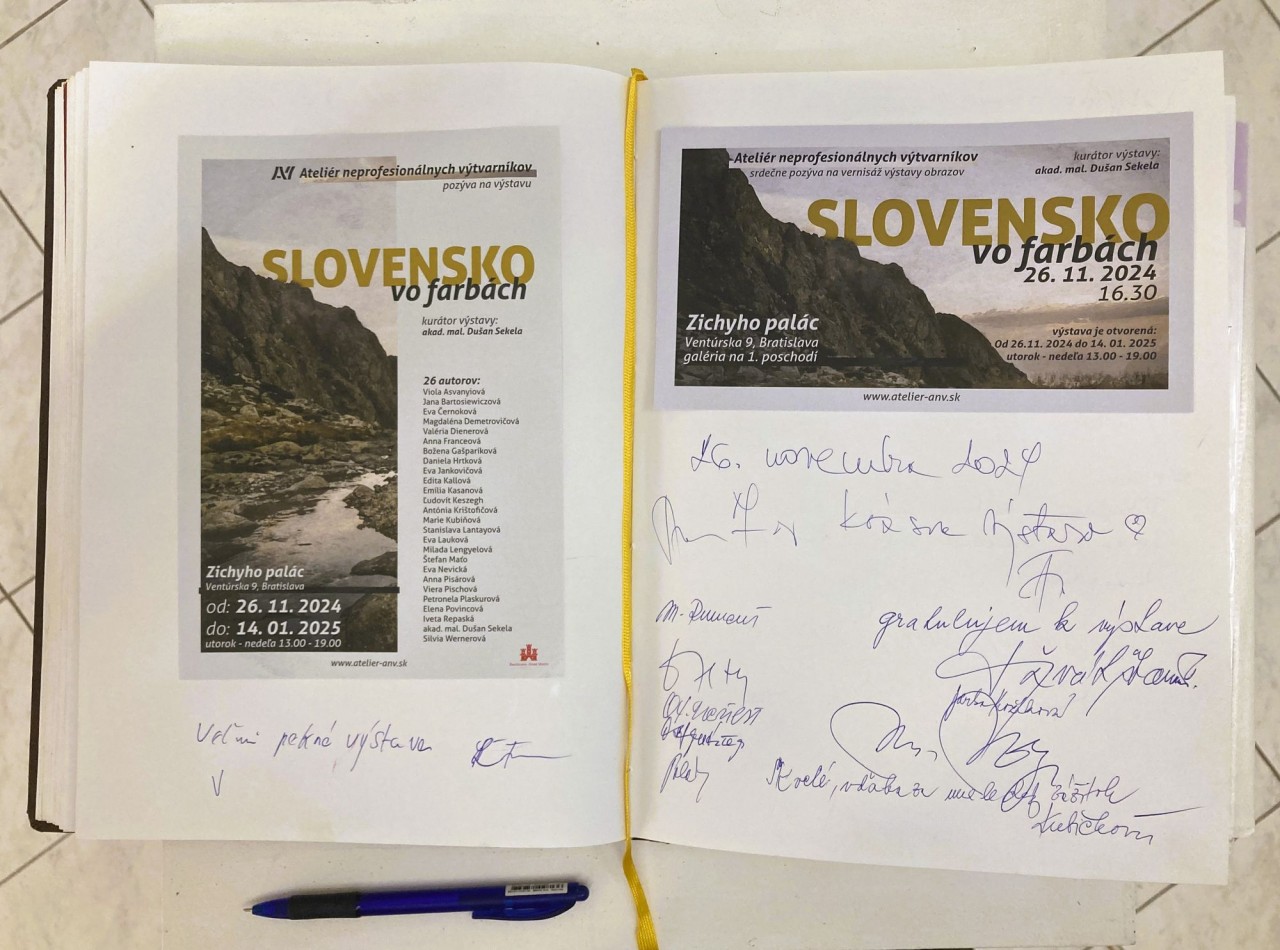 Ateliér neprofesionálnych výtvarníkov
pozýva na výstavu
SLOVENSKO
vo farbách
kurátor výstavy:
akad. mal. Dušan Sekela
26 autorov:
Viola Asvanyiová
Jana Bartosiewiczová
Eva Černoková
Magdaléna Demetrovičová
Valéria Dienerová
Anna Franceová
Božena Gašpariková
Daniela Hrtková
Eva Jankovičová
Edita Kallová
Emília Kasanová
Ľudovít Keszegh
Antónia Krištofičová
Marie Kubiňová
Stanislava Lantayová
Eva Lauková
Milada Lengyelová
Štefan Maťo
Eva Nevická
Anna Pisárová
Viera Pischová
Petronela Plaskurová
Elena Povincová
Iveta Repaská
akad. mal. Dušan Sekela
Silvia Wernerová
Zichyho palác
Ventúrska 9, Bratislava
od: 26. 11. 2024
do: 14. 01. 2025
utorok - nedeľa 13.00 - 19.00
www.atelier-anv.sk
Veľmi pekná výstava
Ateliér neprofesionálnych výtvarníkov
srdečne pozýva na vernisáž výstavy obrazov
kurátor výstavy:
akad. mal. Dušan Sekela
SLOVENSKO
vo farbách
26. 11. 2024
16.30
Zichyho palác
Ventúrska 9, Bratislava
galéria na 1. poschodí
výstava je otvorená:
Od 26.11. 2024 do 14. 01. 2025
utorok - nedeľa 13.00 - 19.00
www.atelier-anv.sk
26. novembra 2024
Krásna výstava
gratulujem k výstave
Skvelé, vďaka za umelecký zážitok
Kubičková